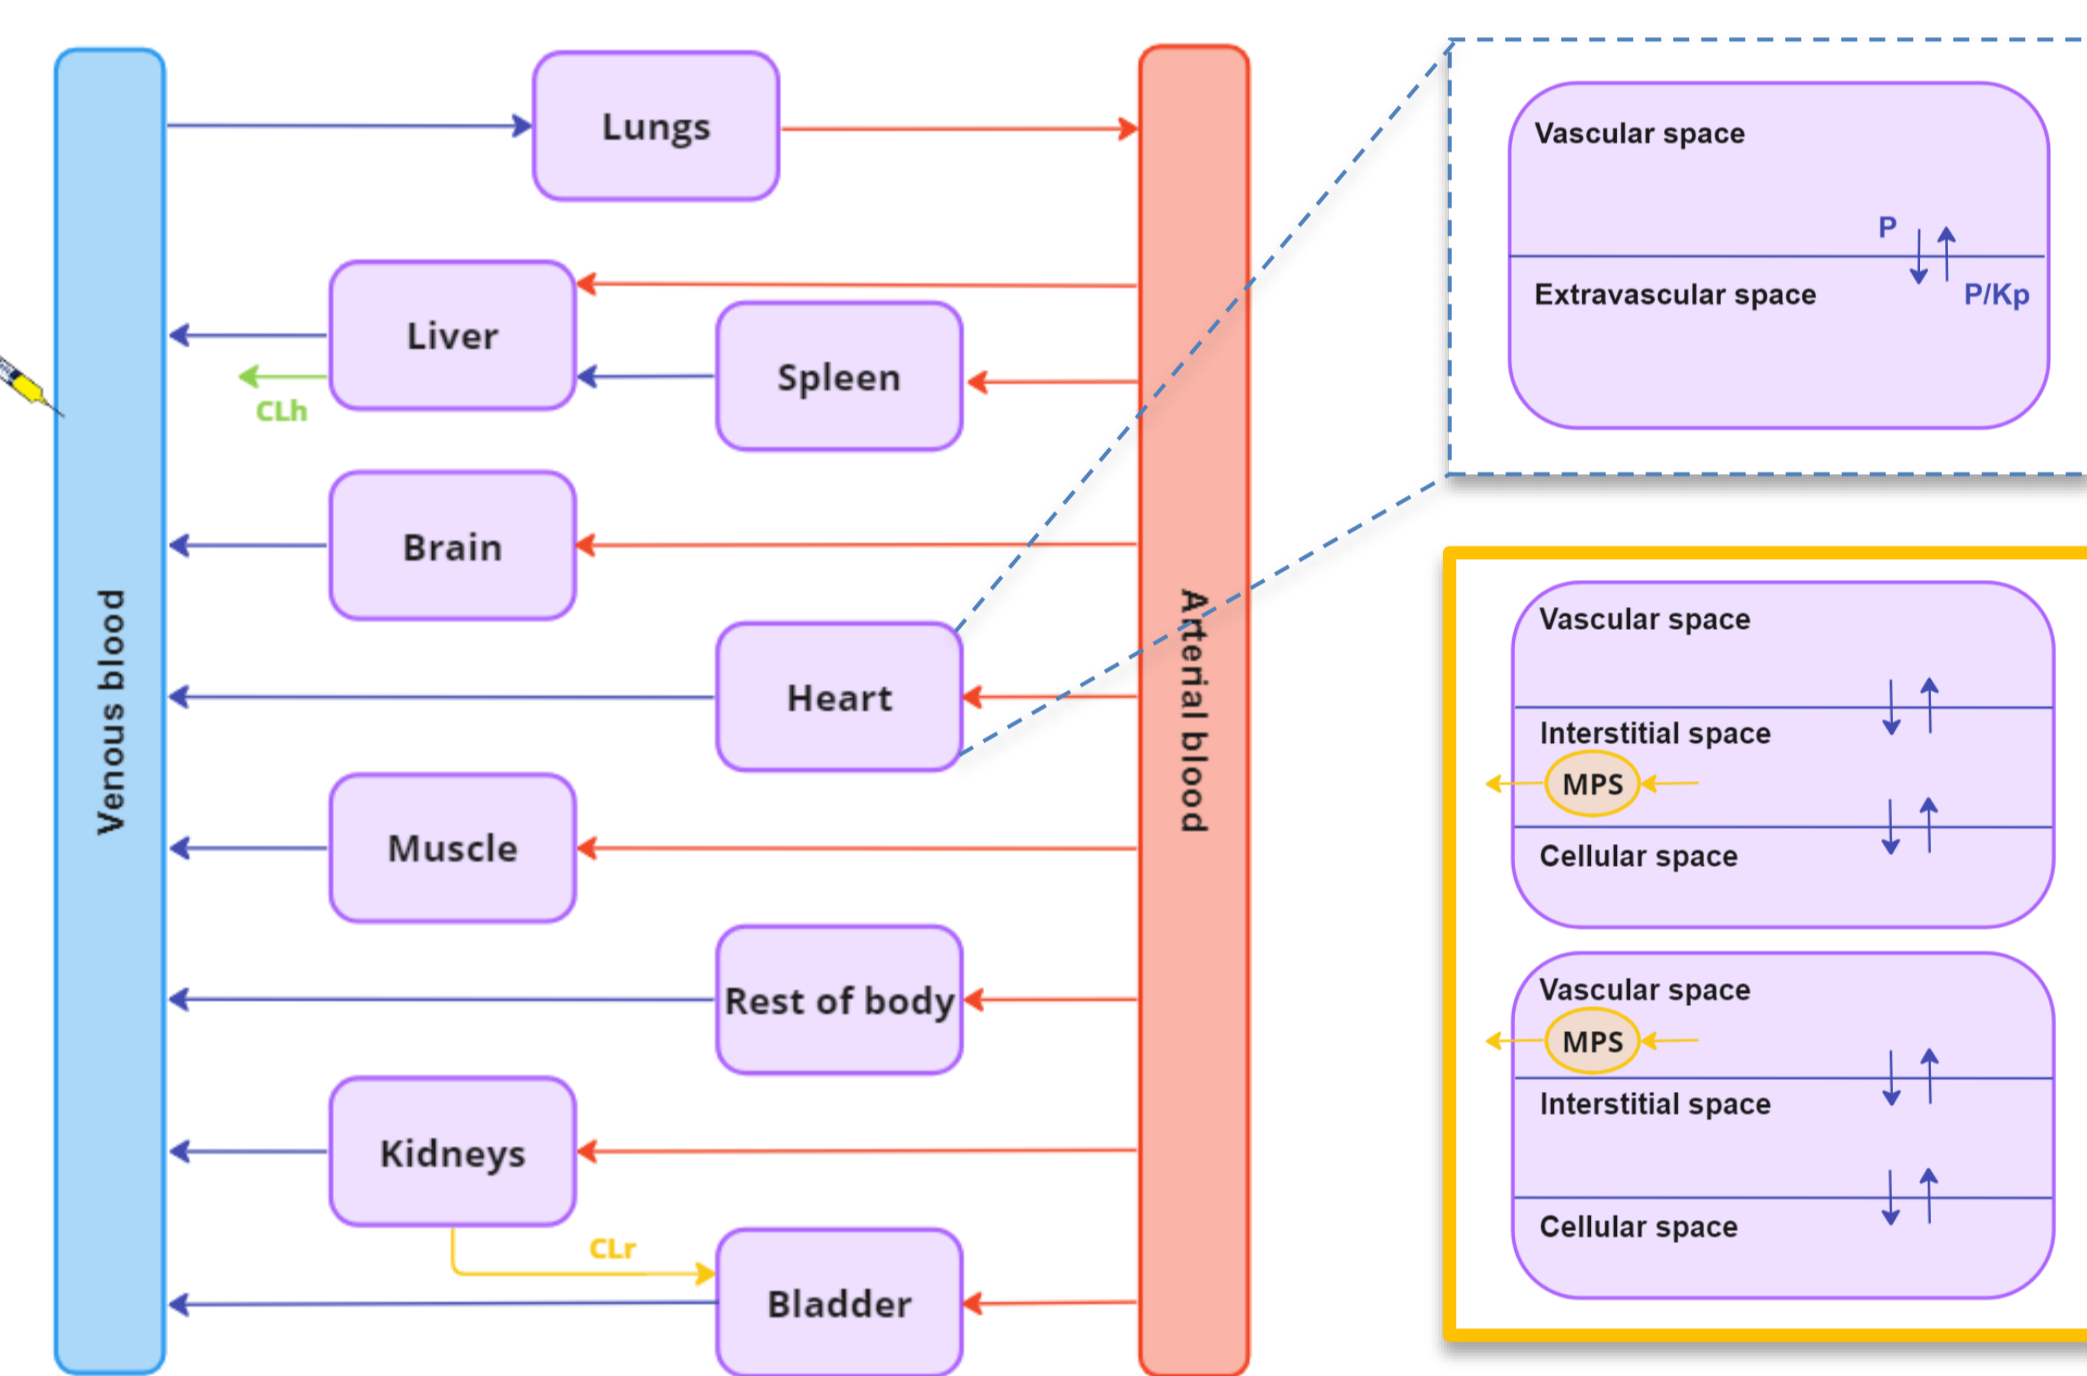 Lungs
Liver
CLh
Spleen
Brain
Heart
Muscle
Rest of body
Kidneys
CLr
Bladder
Venous blood
Arterial blood
Vascular space
P
Extravascular space
P/Kp
Vascular space
Interstitial space
MPS
Cellular space
Vascular space
MPS
Interstitial space
Cellular space